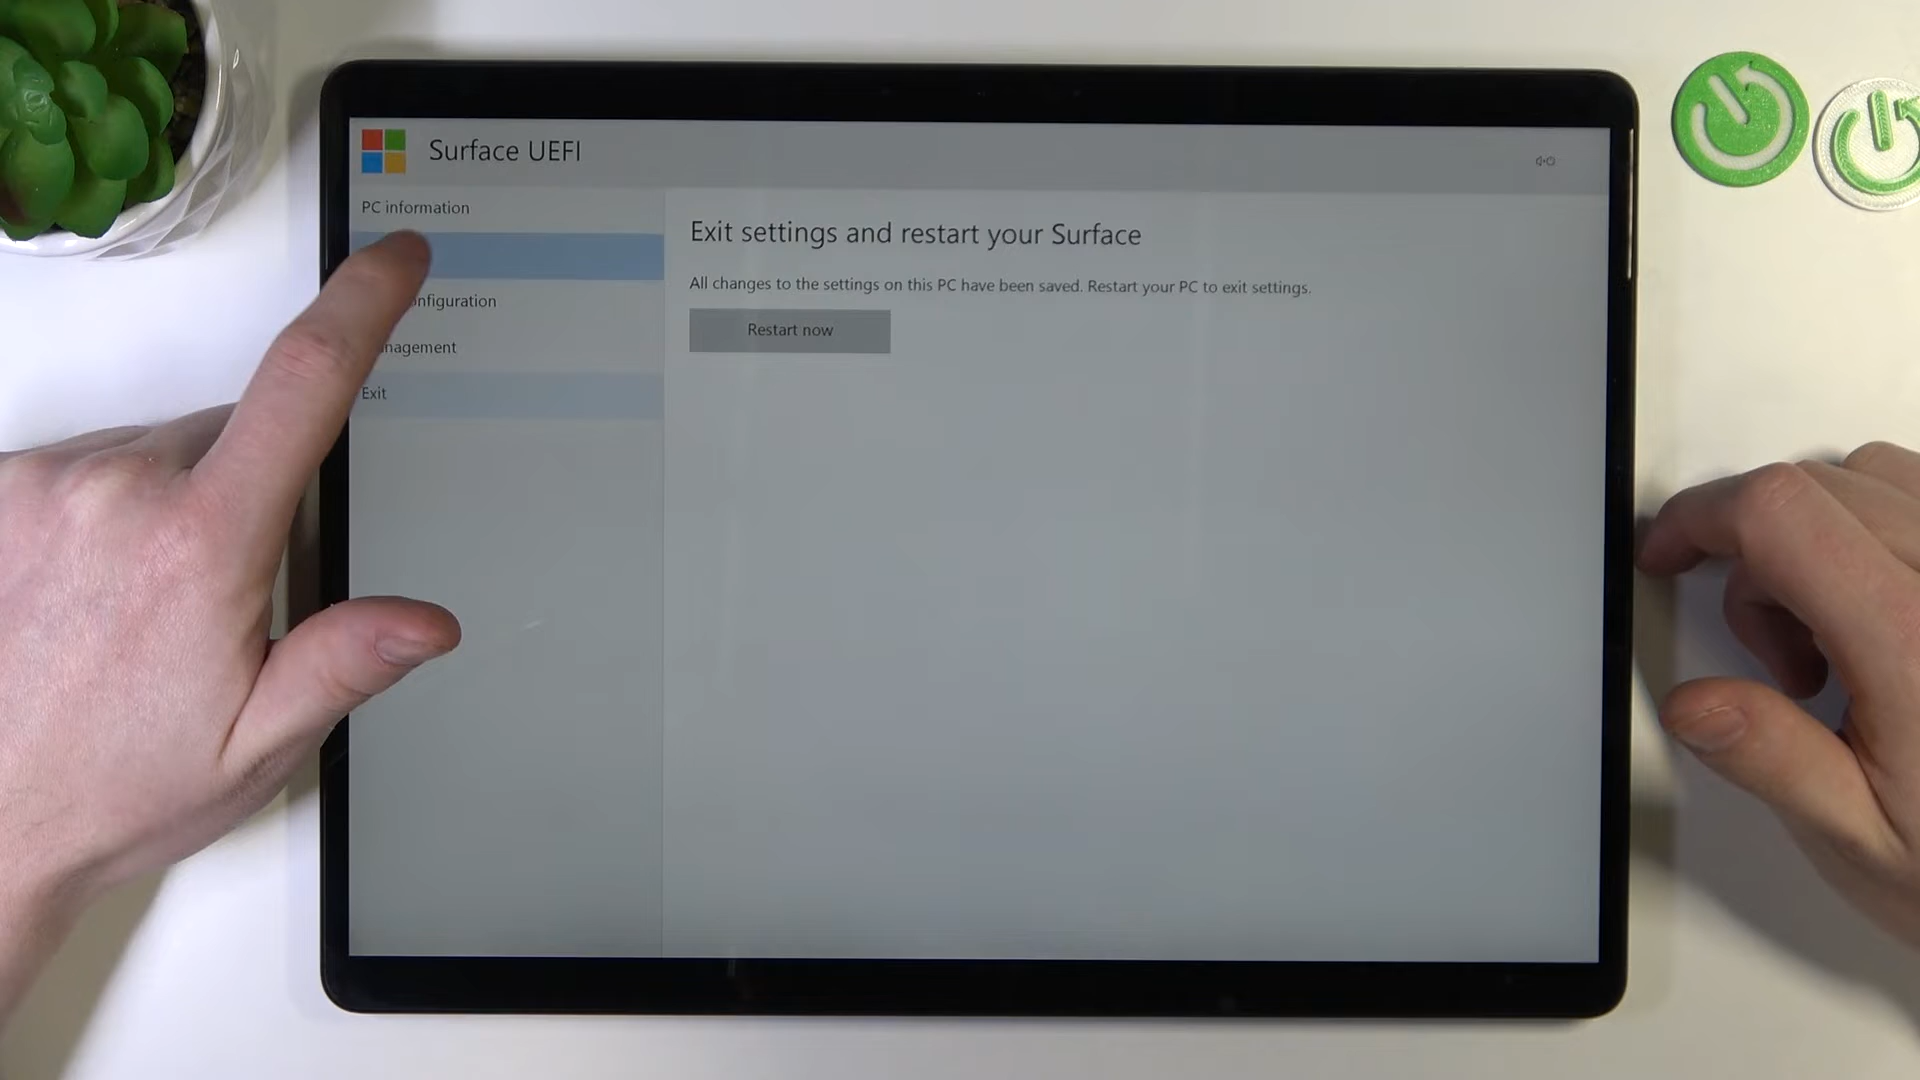 Surface UEFI
PC information
nfiguration
nagement
Exit
Exit settings and restart your Surface
All changes to the settings on this PC have been saved. Restart your PC to exit settings.
Restart now